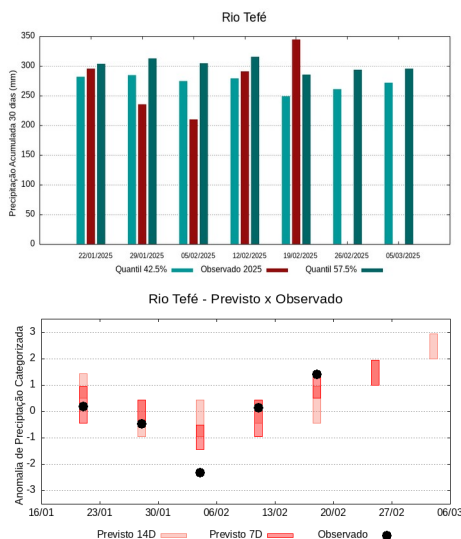 Rio Tefé
Precipitação Acumulada 30 dias (mm)
350
300
250
200
150
100
50
0
22/01/2025 29/01/2025 05/02/2025 12/02/2025 19/02/2025 26/02/2025 05/03/2025
Quantil 42.5% Observado 2025 Quantil 57.5%
Rio Tefé - Previsto x Observado
Anomalia de Preciptação Categorizada
3
2
1
0
-1
-2
-3
16/01 23/01 30/01 06/02 13/02 20/02 27/02 06/03
Previsto 14D Previsto 7D Observado